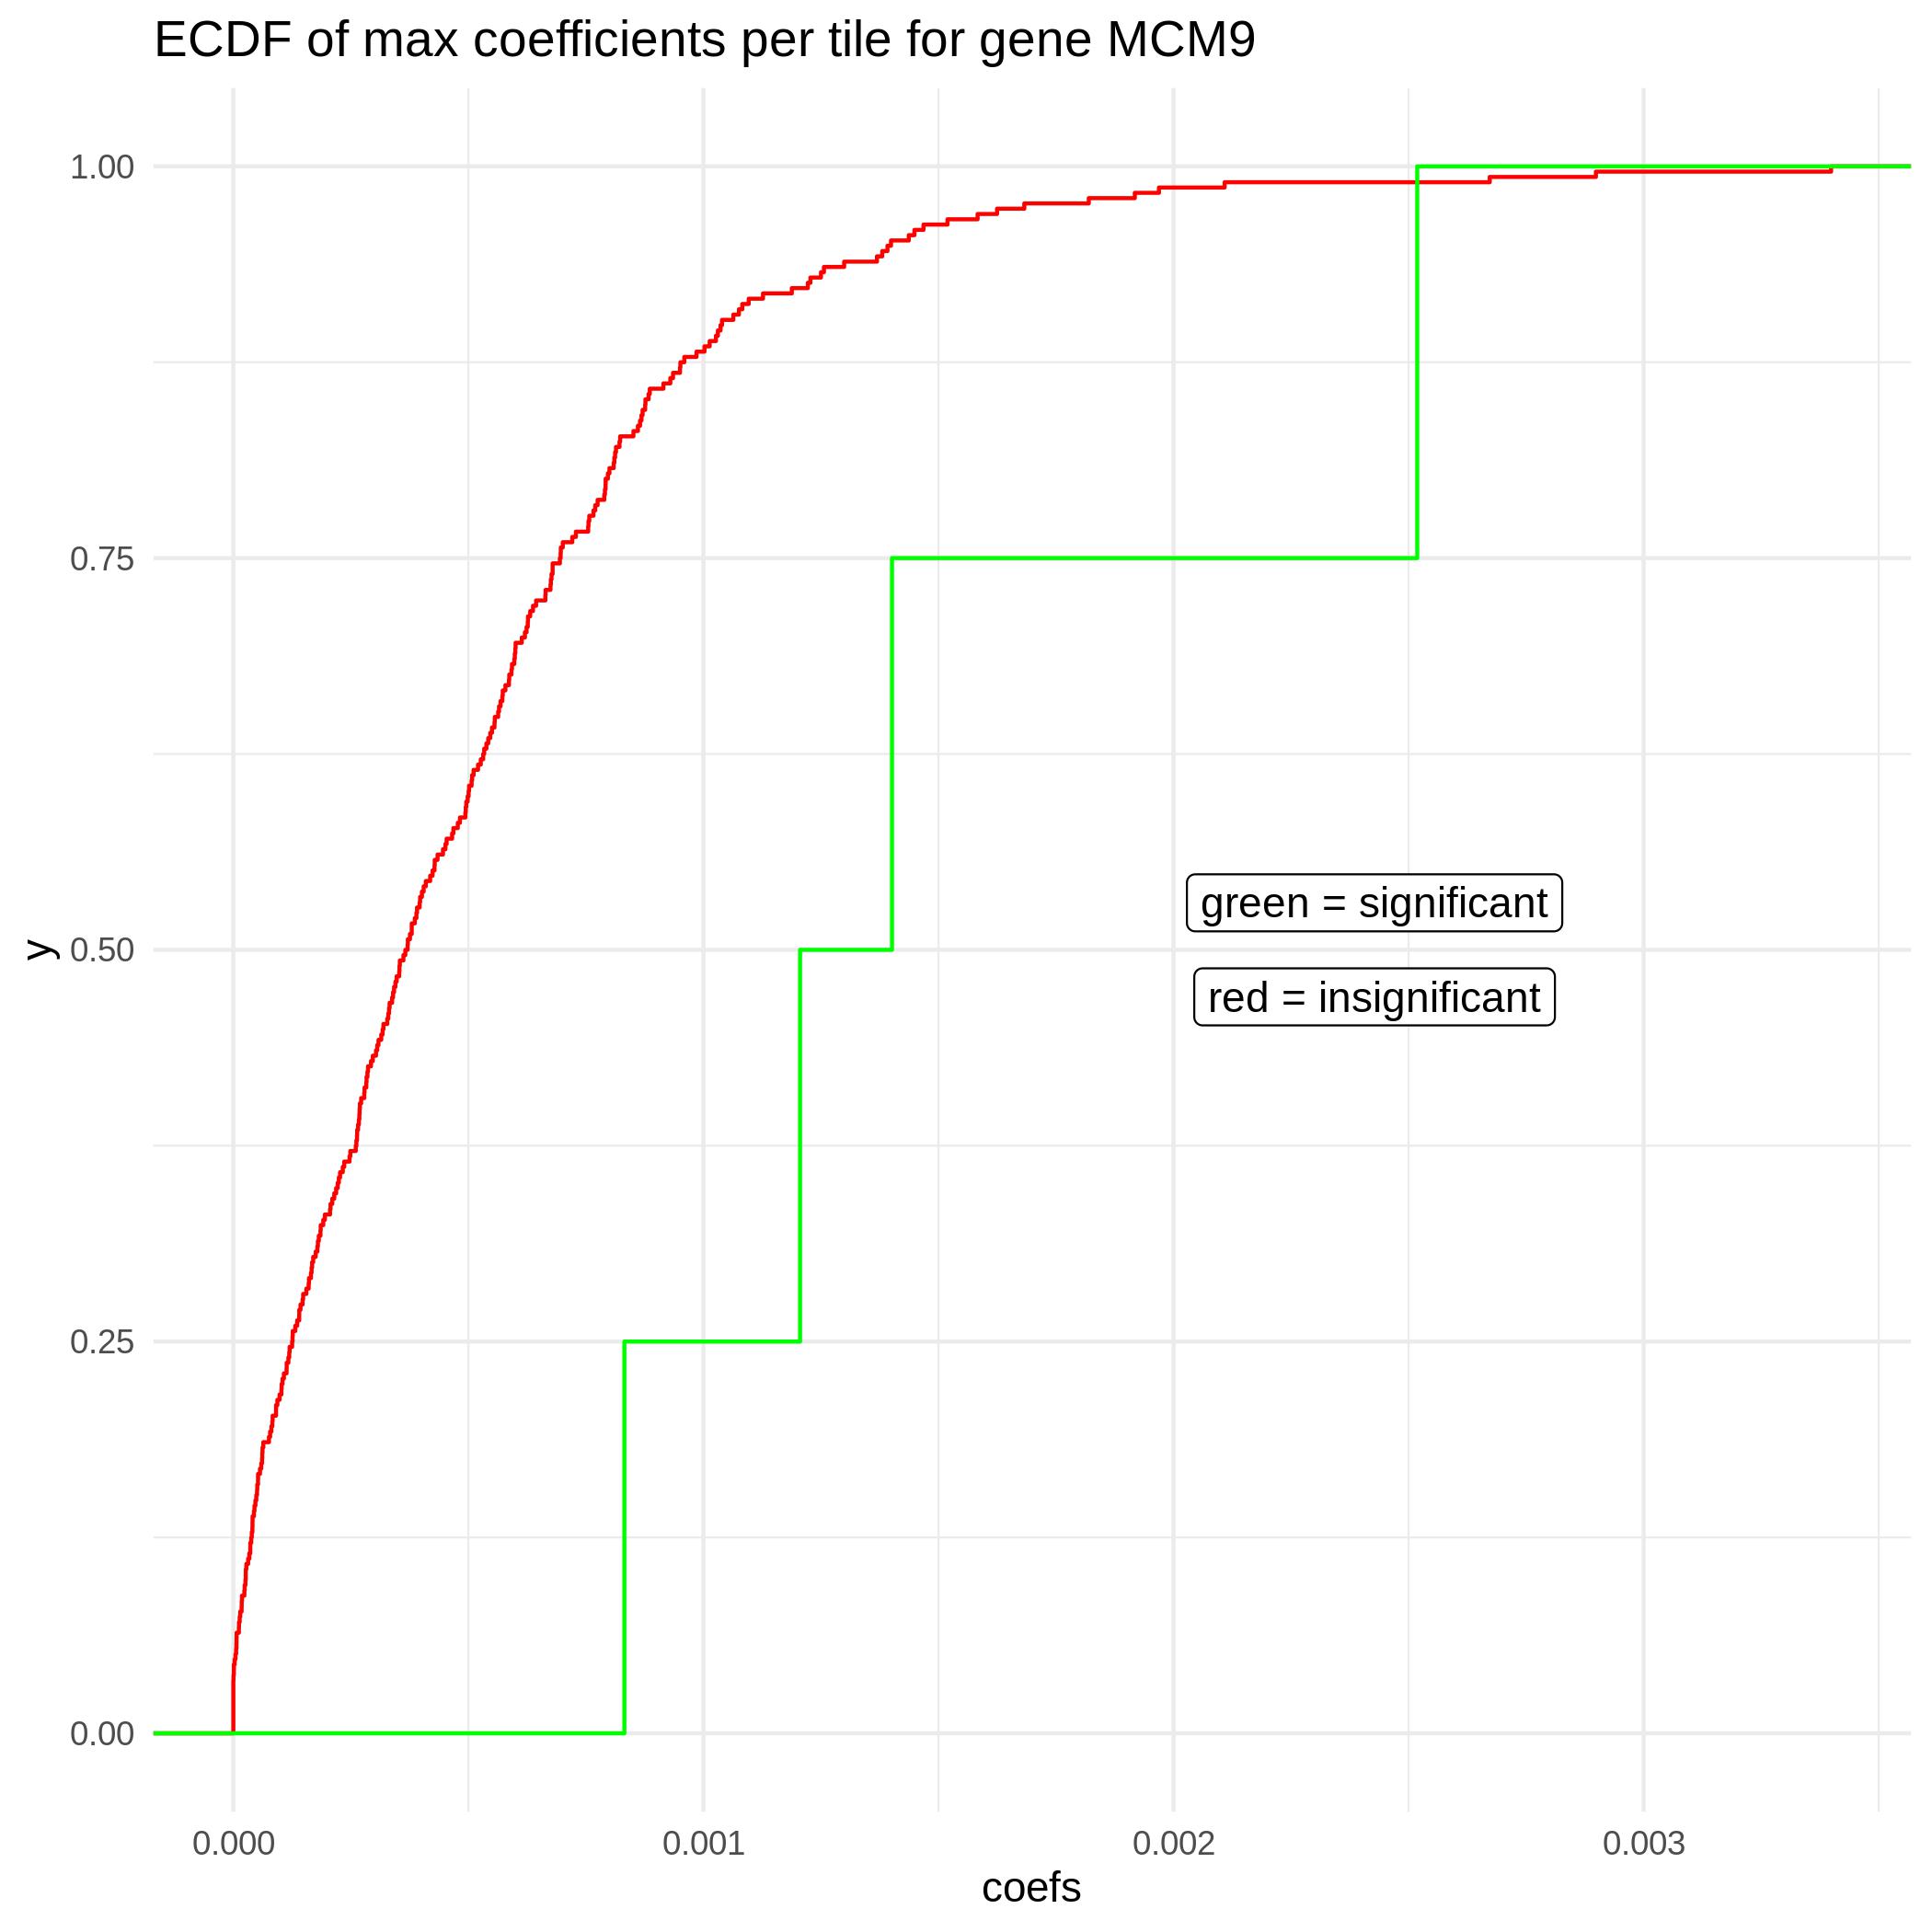 ECDF of max coefficients per tile for gene MCM9
1.00
0.75
0.50
0.25
0.00
y
green = significant
red = insignificant
0.000
0.001
0.002
0.003
coefs